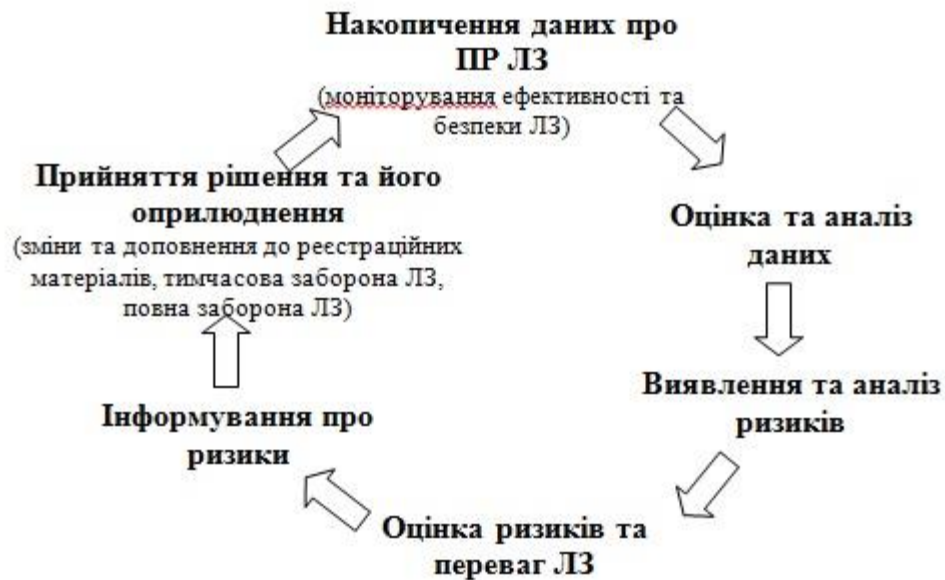 Накопичення даних про
ПР ЛЗ
(моніторування ефективності та
безпеки ЛЗ)
Оцінка та аналіз
даних
Виявлення та аналіз
ризиків
Оцінка ризиків та
переваг ЛЗ
Інформування про
ризики
Прийняття рішення та його
оприлюднення
(зміни та доповнення до реєстраційних
матеріалів, тимчасова заборона ЛЗ,
повна заборона ЛЗ)